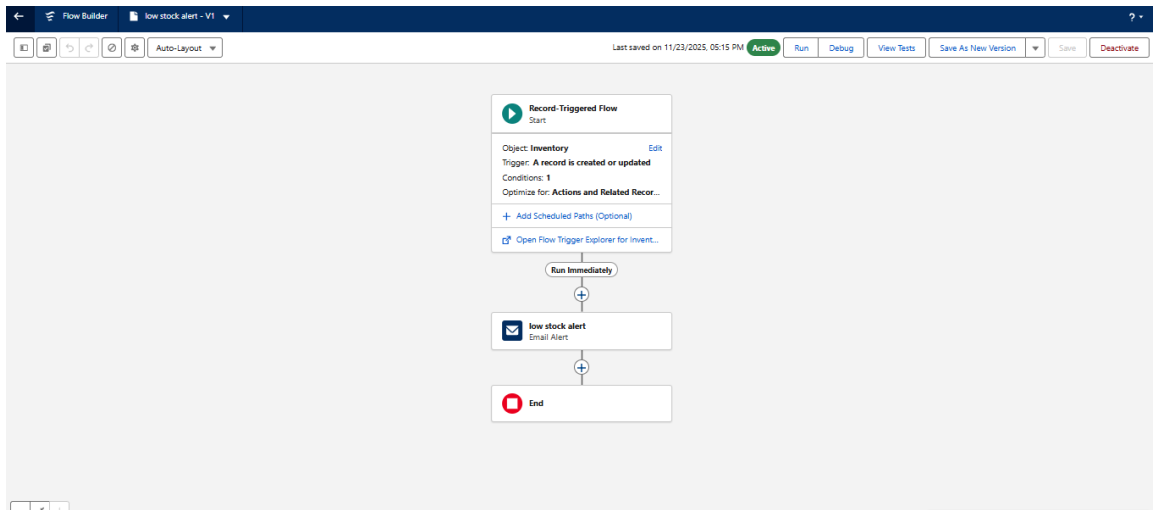 Flow Builder
low stock alert - V1
?
Auto-Layout
Last saved on 11/23/2025, 05:15 PM
Active
Run
Debug
View Tests
Save As New Version
Save
Deactivate
Record-Triggered Flow
Start
Object: Inventory
Edit
Trigger: A record is created or updated
Conditions: 1
Optimize for: Actions and Related Recor...
+ Add Scheduled Paths (Optional)
Open Flow Trigger Explorer for Invent...
Run Immediately
low stock alert
Email Alert
End